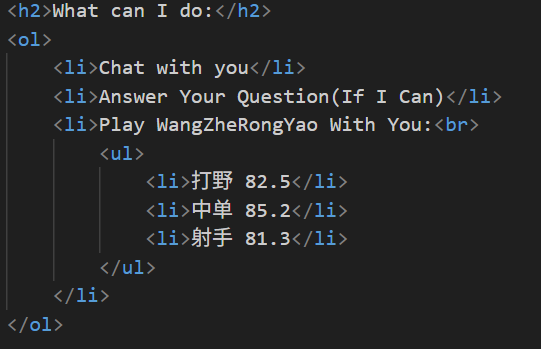 <h2>What can I do:</h2>
<ol>
<li>Chat with you</li>
<li>Answer Your Question(If I Can)</li>
<li>Play WangZheRongYao With You:<br>
<ul>
<li>打野 82.5</li>
<li>中单 85.2</li>
<li>射手 81.3</li>
</ul>
</li>
</ol>